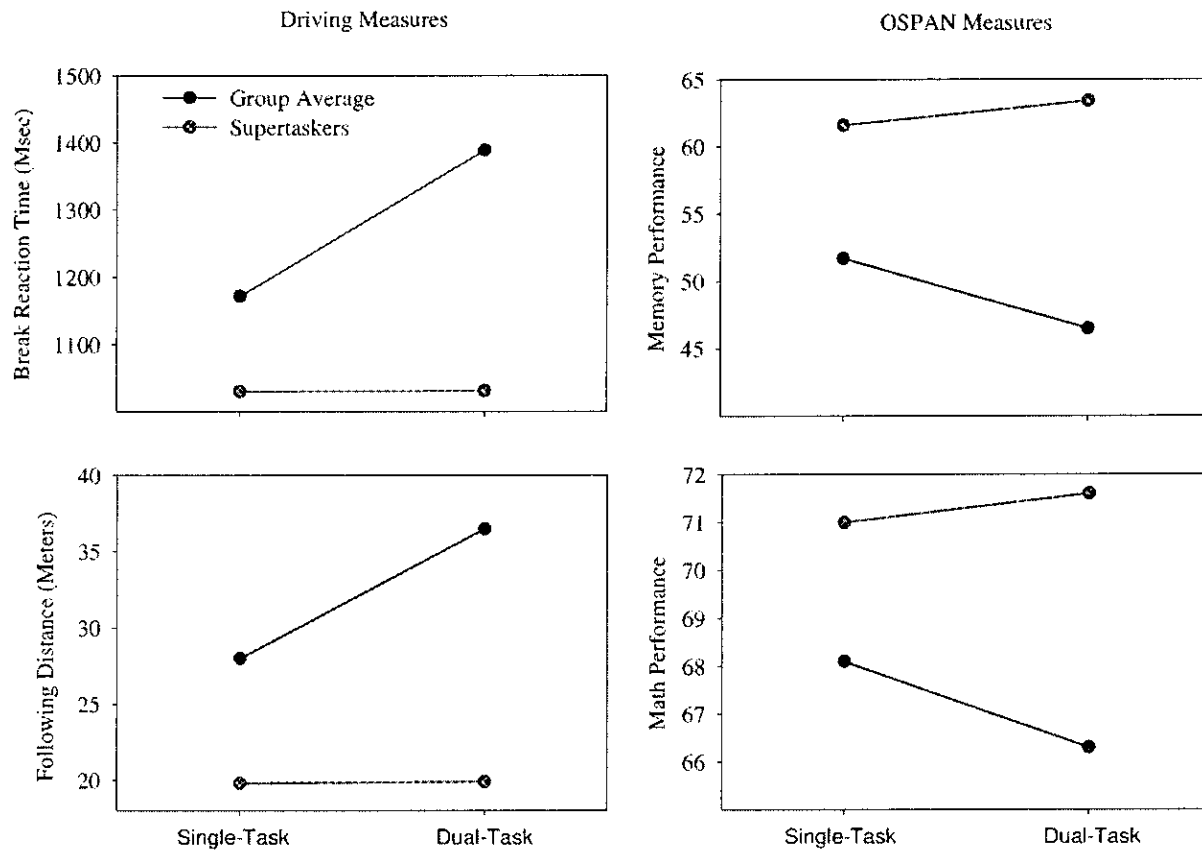 Driving Measures
OSPAN Measures
Break Reaction Time (Msec)
1500
1400
1300
1200
1100
Group Average
Supertaskers
Memory Performance
65
60
55
50
45
Following Distance (Meters)
40
35
30
25
20
Single-Task
Dual-Task
Math Performance
72
71
70
69
68
67
66
Single-Task
Dual-Task